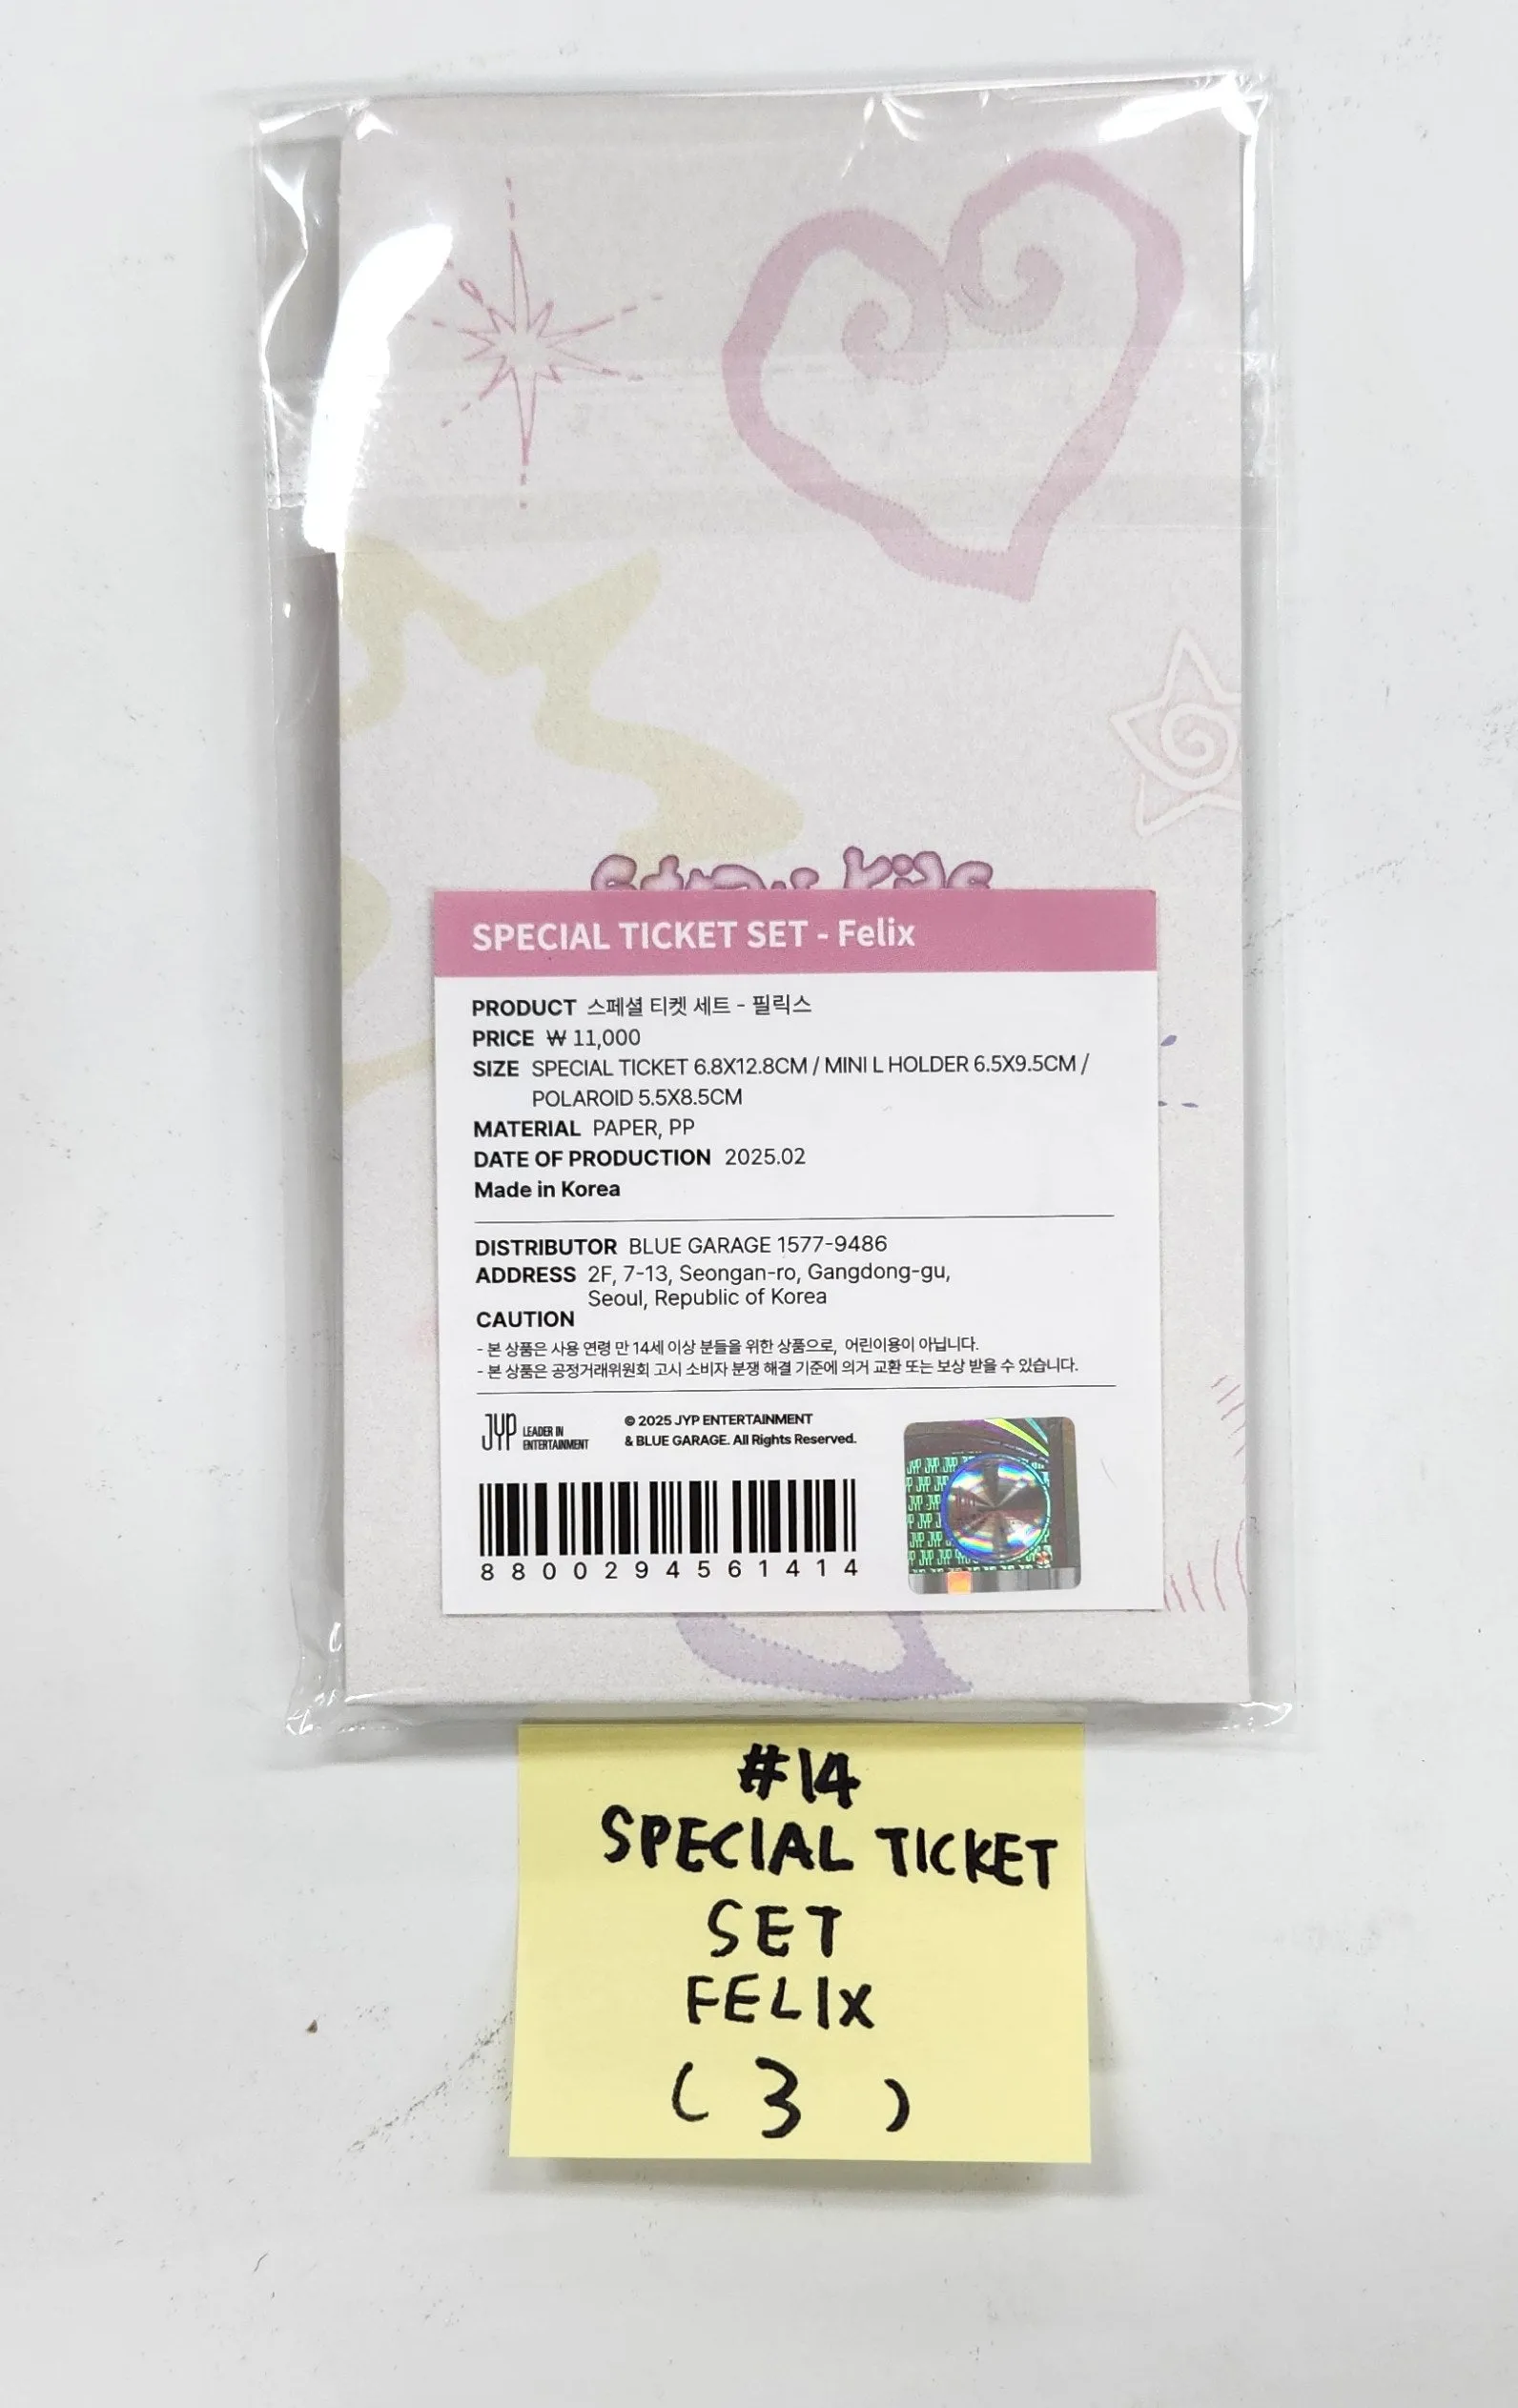 Stray Kids
SPECIAL TICKET SET - Felix
PRODUCT 스페셜 티켓 세트 - 필릭스
PRICE ₩ 11,000
SIZE SPECIAL TICKET 6.8X12.8CM / MINI L HOLDER 6.5X9.5CM /
POLAROID 5.5X8.5CM
MATERIAL PAPER, PP
DATE OF PRODUCTION 2025.02
Made in Korea
DISTRIBUTOR BLUE GARAGE 1577-9486
ADDRESS 2F, 7-13, Seongan-ro, Gangdong-gu,
Seoul, Republic of Korea
CAUTION
- 본 상품은 사용 연령 만 14세 이상 분들을 위한 상품으로, 어린이용이 아닙니다.
- 본 상품은 공정거래위원회 고시 소비자 분쟁 해결 기준에 의거 교환 또는 보상 받을 수 있습니다.
JYP LEADER IN
ENTERTAINMENT
© 2025 JYP ENTERTAINMENT
& BLUE GARAGE. All Rights Reserved.
JYP JYP JYP
8800294561414
#14
SPECIAL TICKET
SET
FELIX
( 3 )